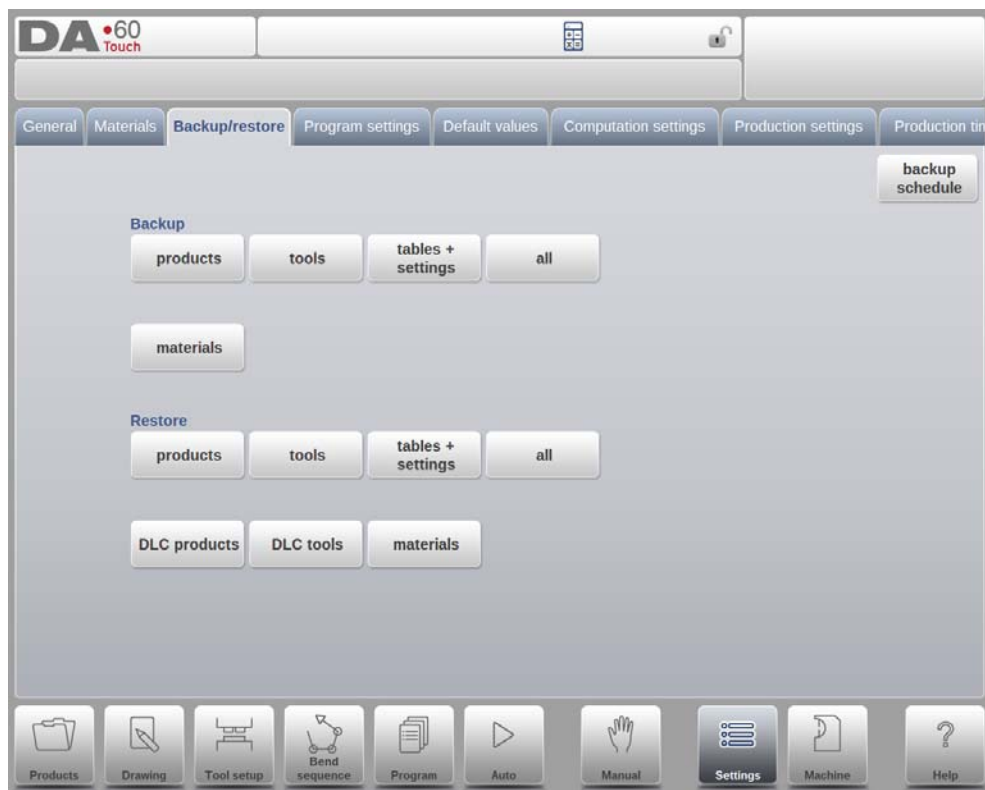 DA•60
Touch
General Materials Backup/restore Program settings Default values Computation settings Production settings Production tim
backup
schedule
Backup
products tools tables +
settings all
materials
Restore
products tools tables +
settings all
DLC products DLC tools materials
Products Drawing Tool setup Bend
sequence Program Auto Manual Settings Machine Help